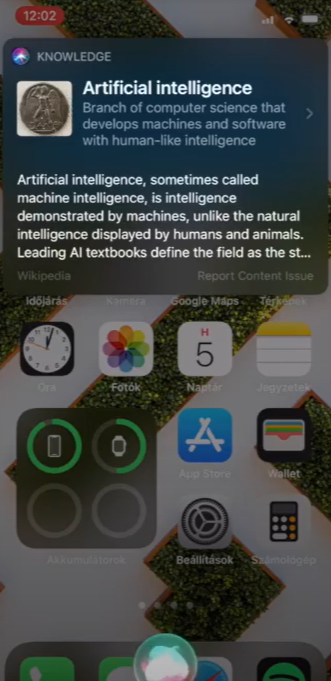 12:02
KNOWLEDGE
Artificial intelligence
Branch of computer science that
develops machines and software
with human-like intelligence
Artificial intelligence, sometimes called
machine intelligence, is intelligence
demonstrated by machines, unlike the natural
intelligence displayed by humans and animals.
Leading AI textbooks define the field as the st...
Wikipedia Report Content Issue
Időjárás Kamera Google Maps Térképek
H
5
Óra Fotók Naptár Jegyzetek
App Store Wallet
Akkumulátorok Beállítások Számológép